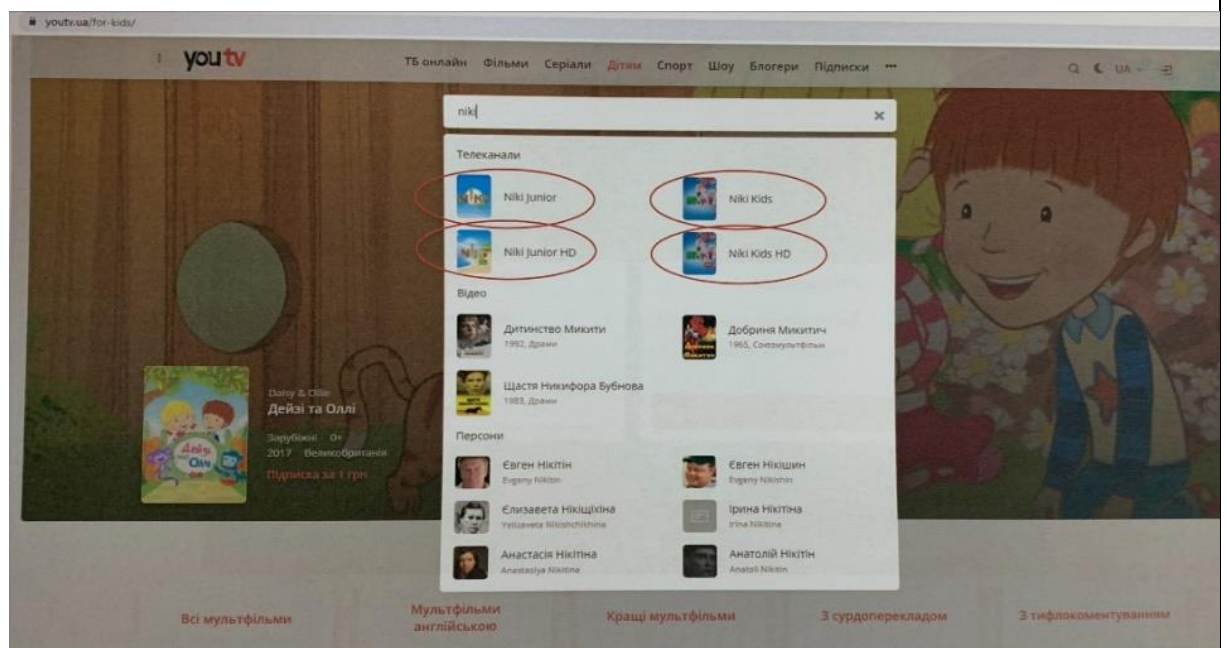 youtv.ua/for-kids/
youtv
ТБ онлайн Фільми Серіали Дітям Спорт Шоу Блогери Підписки •••
UA
niki
Телеканали
Niki Junior
Niki Kids
Niki Junior HD
Niki Kids HD
Відео
Дитинство Микити
1992, Драми
Добриня Микитич
1965, Союзмультфільм
Щастя Никифора Бубнова
1983, Драми
Daisy & Ollie
Дейзі та Оллі
Зарубіжні 0+
2017 Великобританія
Підписка за 1 грн
Дейзі
Оллі
Персони
Євген Нікітін
Evgeny Nikitin
Євген Нікішин
Evgeny Nikishin
Єлизавета Нікіщіхіна
Yelizaveta Nikishchikhina
Ірина Нікітіна
Irina Nikitina
Анастасія Нікітіна
Anastasiya Nikitina
Анатолій Нікітін
Anatoli Nikitin
Всі мультфільми
Мультфільми
англійською
Кращі мультфільми
З сурдоперекладом
З тифлокоментуванням